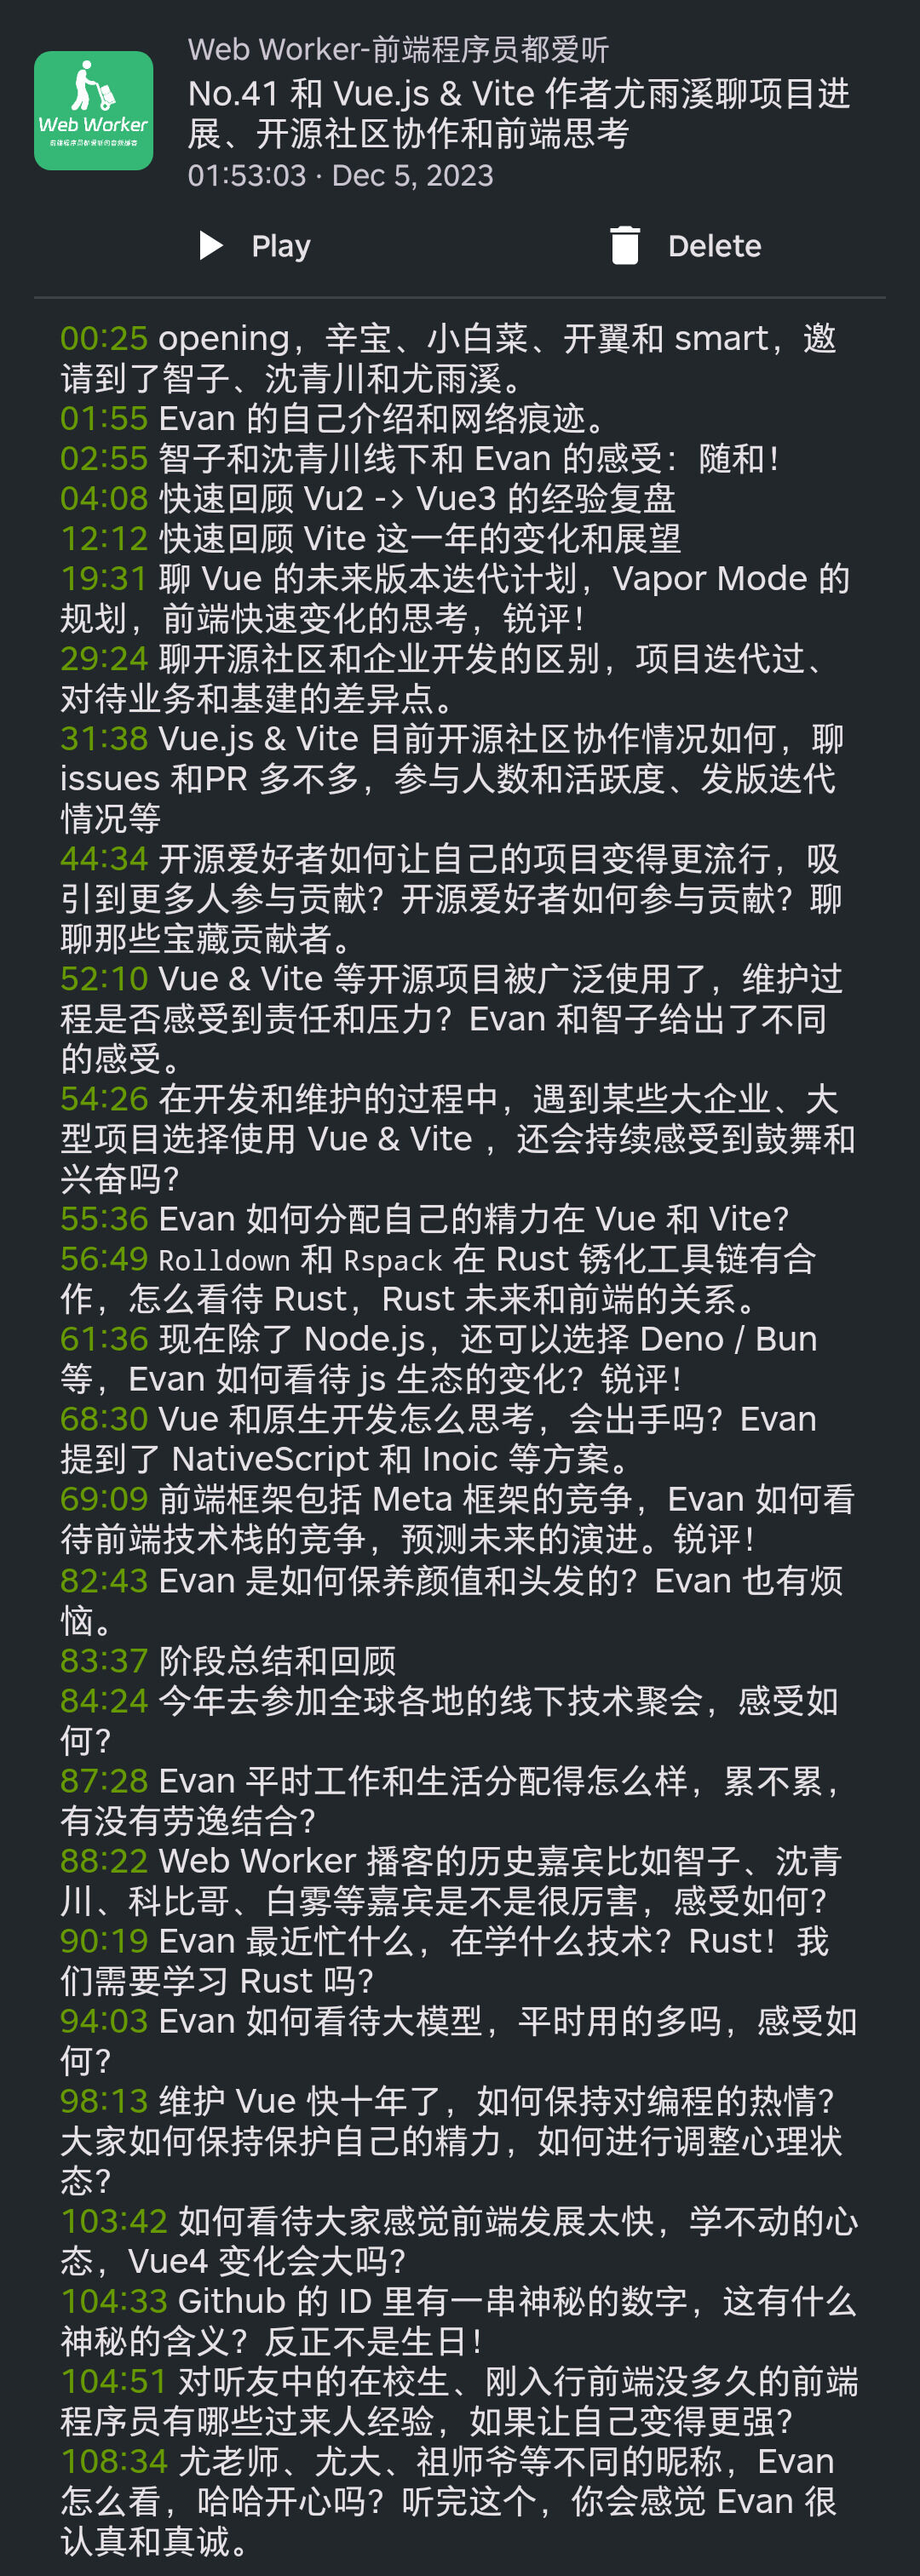 Web Worker-前端程序员都爱听
No.41 和 Vue.js & Vite 作者尤雨溪聊项目进
展、开源社区协作和前端思考
01:53:03 · Dec 5, 2023
Web Worker
前端程序员都爱听的音频播客
Play
Delete
00:25 opening，辛宝、小白菜、开翼和 smart，邀
请到了智子、沈青川和尤雨溪。
01:55 Evan 的自己介绍和网络痕迹。
02:55 智子和沈青川线下和 Evan 的感受：随和！
04:08 快速回顾 Vu2 -> Vue3 的经验复盘
12:12 快速回顾 Vite 这一年的变化和展望
19:31 聊 Vue 的未来版本迭代计划，Vapor Mode 的
规划，前端快速变化的思考，锐评！
29:24 聊开源社区和企业开发的区别，项目迭代过、
对待业务和基建的差异点。
31:38 Vue.js & Vite 目前开源社区协作情况如何，聊
issues 和PR 多不多，参与人数和活跃度、发版迭代
情况等
44:34 开源爱好者如何让自己的项目变得更流行，吸
引到更多人参与贡献？开源爱好者如何参与贡献？聊
聊那些宝藏贡献者。
52:10 Vue & Vite 等开源项目被广泛使用了，维护过
程是否感受到责任和压力？Evan 和智子给出了不同
的感受。
54:26 在开发和维护的过程中，遇到某些大企业、大
型项目选择使用 Vue & Vite ，还会持续感受到鼓舞和
兴奋吗？
55:36 Evan 如何分配自己的精力在 Vue 和 Vite？
56:49 Rolldown 和 Rspack 在 Rust 锈化工具链有合
作，怎么看待 Rust，Rust 未来和前端的关系。
61:36 现在除了 Node.js，还可以选择 Deno / Bun
等，Evan 如何看待 js 生态的变化？锐评！
68:30 Vue 和原生开发怎么思考，会出手吗？Evan
提到了 NativeScript 和 Inoic 等方案。
69:09 前端框架包括 Meta 框架的竞争，Evan 如何看
待前端技术栈的竞争，预测未来的演进。锐评！
82:43 Evan 是如何保养颜值和头发的？Evan 也有烦
恼。
83:37 阶段总结和回顾
84:24 今年去参加全球各地的线下技术聚会，感受如
何？
87:28 Evan 平时工作和生活分配得怎么样，累不累，
有没有劳逸结合？
88:22 Web Worker 播客的历史嘉宾比如智子、沈青
川、科比哥、白雾等嘉宾是不是很厉害，感受如何？
90:19 Evan 最近忙什么，在学什么技术？Rust！我
们需要学习 Rust 吗？
94:03 Evan 如何看待大模型，平时用的多吗，感受如
何？
98:13 维护 Vue 快十年了，如何保持对编程的热情？
大家如何保持保护自己的精力，如何进行调整心理状
态？
103:42 如何看待大家感觉前端发展太快，学不动的心
态，Vue4 变化会大吗？
104:33 Github 的 ID 里有一串神秘的数字，这有什么
神秘的含义？反正不是生日！
104:51 对听友中的在校生、刚入行前端没多久的前端
程序员有哪些过来人经验，如果让自己变得更强？
108:34 尤老师、尤大、祖师爷等不同的昵称，Evan
怎么看，哈哈开心吗？听完这个，你会感觉 Evan 很
认真和真诚。